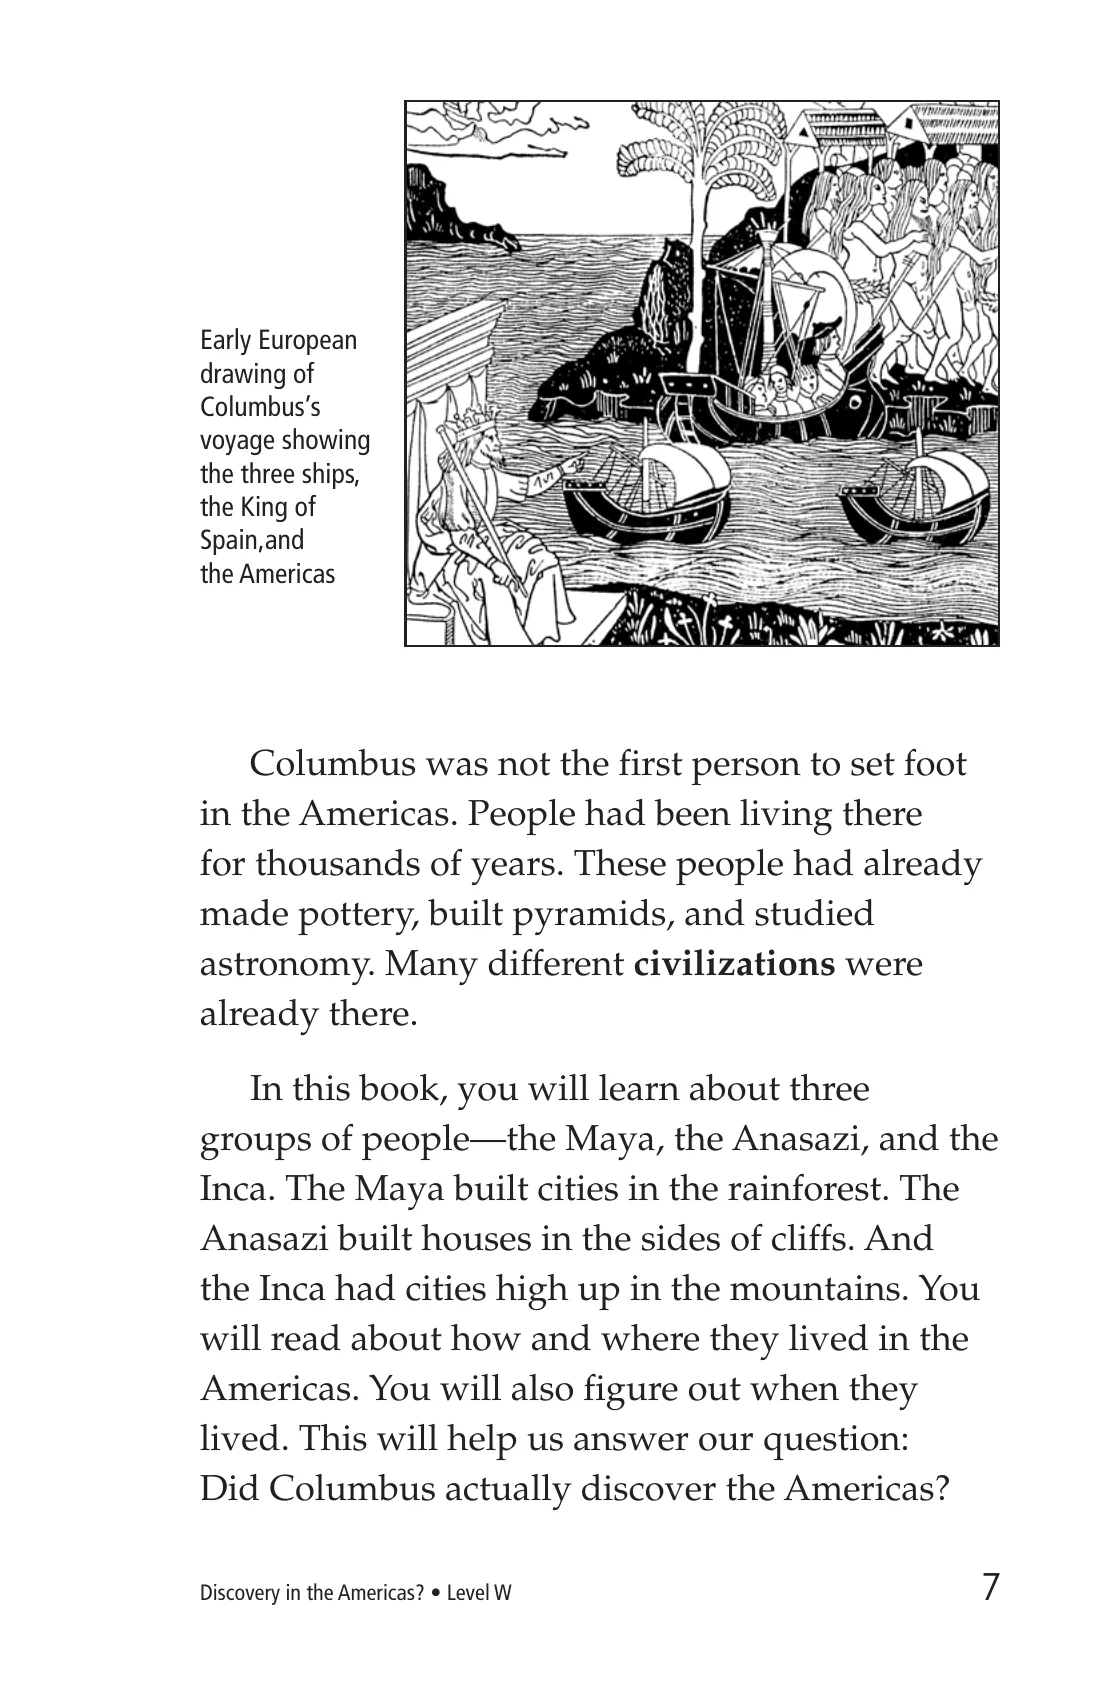 Early European
drawing of
Columbus’s
voyage showing
the three ships,
the King of
Spain,and
the Americas
Columbus was not the first person to set foot
in the Americas. People had been living there
for thousands of years. These people had already
made pottery, built pyramids, and studied
astronomy. Many different civilizations were
already there.
In this book, you will learn about three
groups of people—the Maya, the Anasazi, and the
Inca. The Maya built cities in the rainforest. The
Anasazi built houses in the sides of cliffs. And
the Inca had cities high up in the mountains. You
will read about how and where they lived in the
Americas. You will also figure out when they
lived. This will help us answer our question:
Did Columbus actually discover the Americas?
Discovery in the Americas? • Level W
7